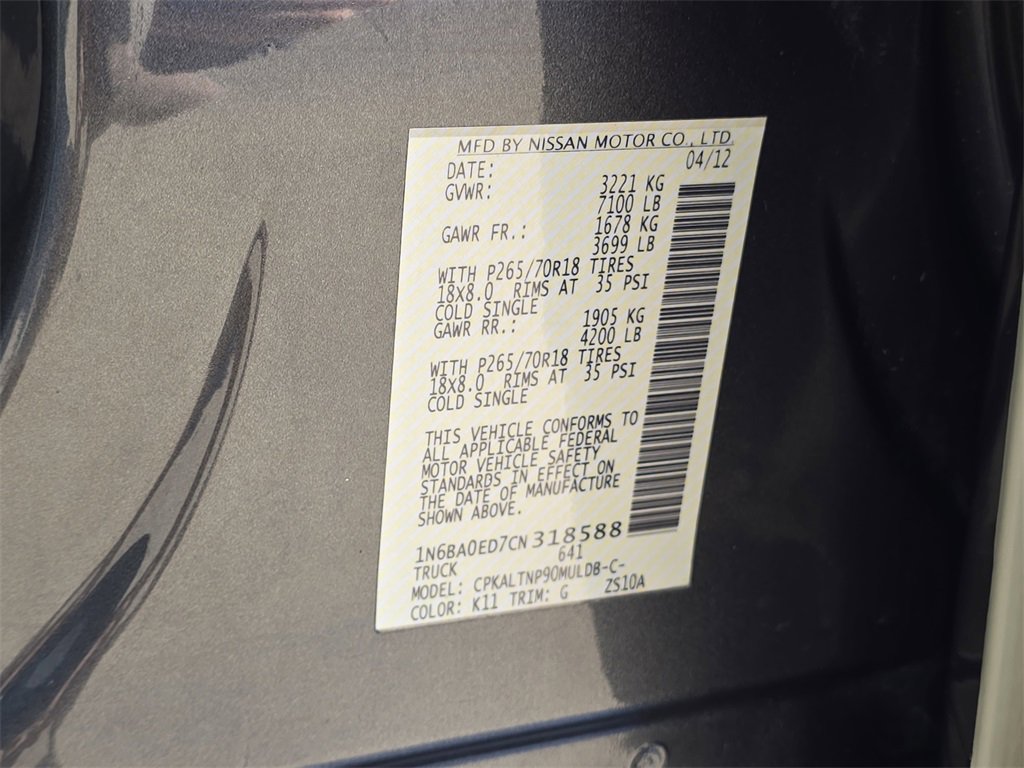 MFD BY NISSAN MOTOR CO., LTD.
DATE: 04/12
GVWR: 3221 KG
7100 LB
GAWR FR.: 1678 KG
3699 LB
WITH P265/70R18 TIRES
18X8.0 RIMS AT 35 PSI
COLD SINGLE
GAWR RR.: 1905 KG
4200 LB
WITH P265/70R18 TIRES
18X8.0 RIMS AT 35 PSI
COLD SINGLE
THIS VEHICLE CONFORMS TO
ALL APPLICABLE FEDERAL
MOTOR VEHICLE SAFETY
STANDARDS IN EFFECT ON
THE DATE OF MANUFACTURE
SHOWN ABOVE.
1N6BA0ED7CN318588
TRUCK 641
MODEL: CPKALTNP90MULDB-C-
COLOR: K11 TRIM: G ZS10A